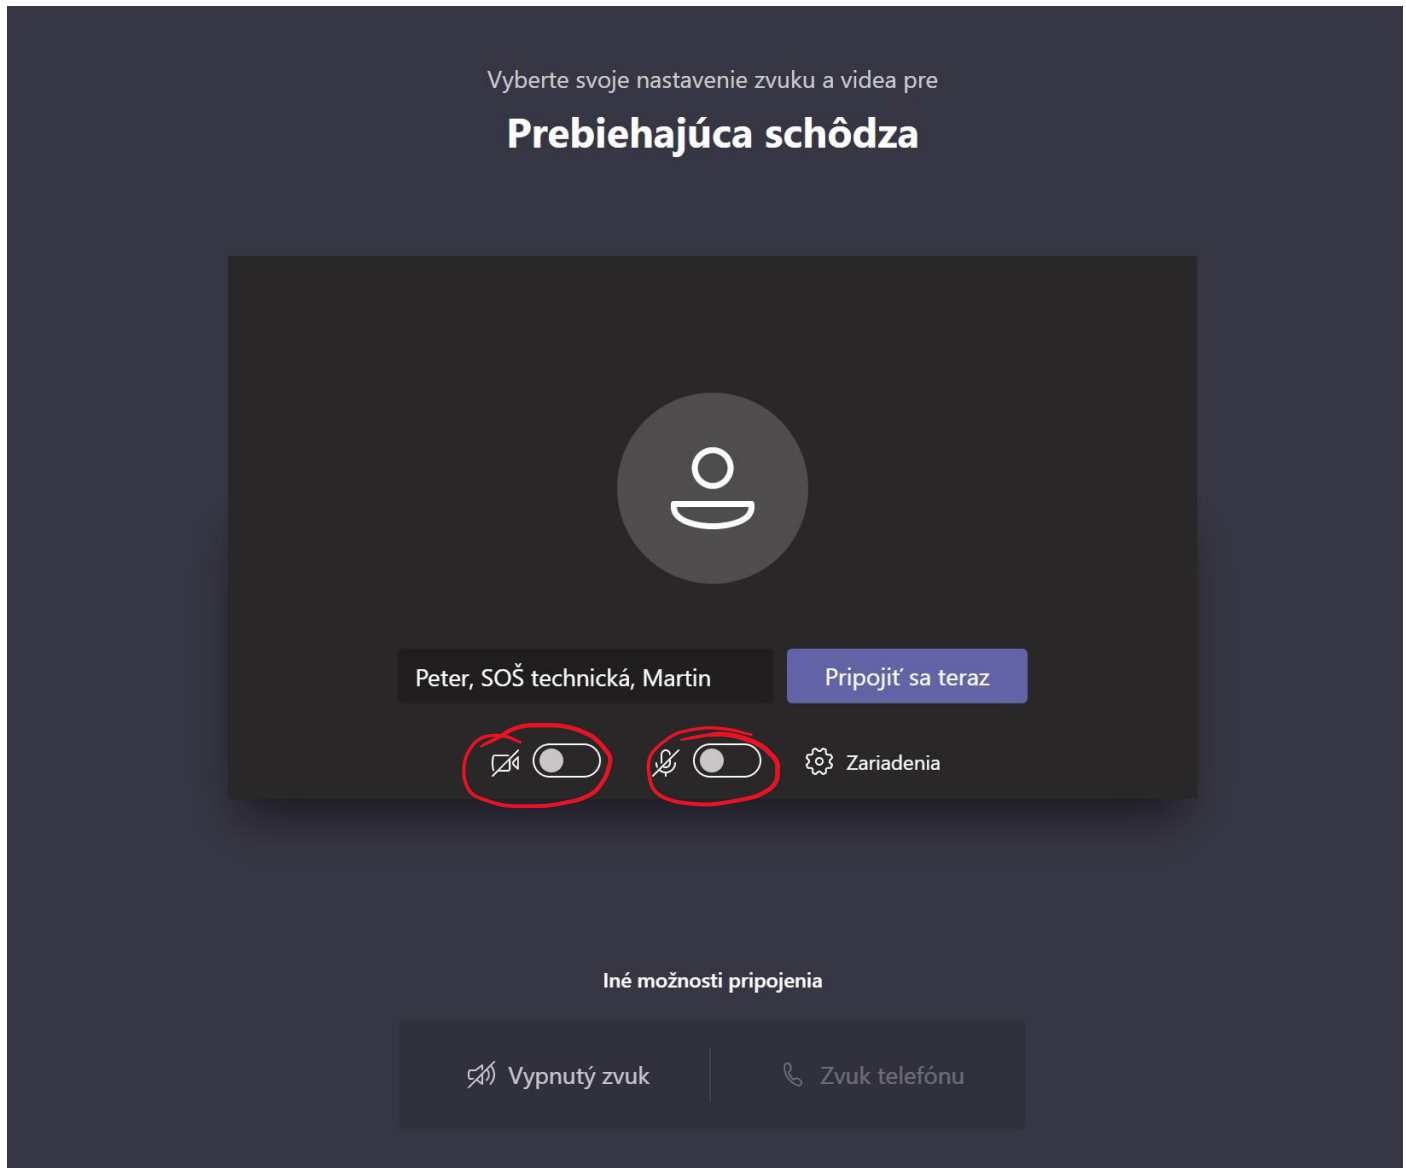 Vyberte svoje nastavenie zvuku a videa pre
Prebiehajúca schôdza
Peter, SOŠ technická, Martin
Pripojiť sa teraz
Zariadenia
Iné možnosti pripojenia
Vypnutý zvuk
Zvuk telefónu